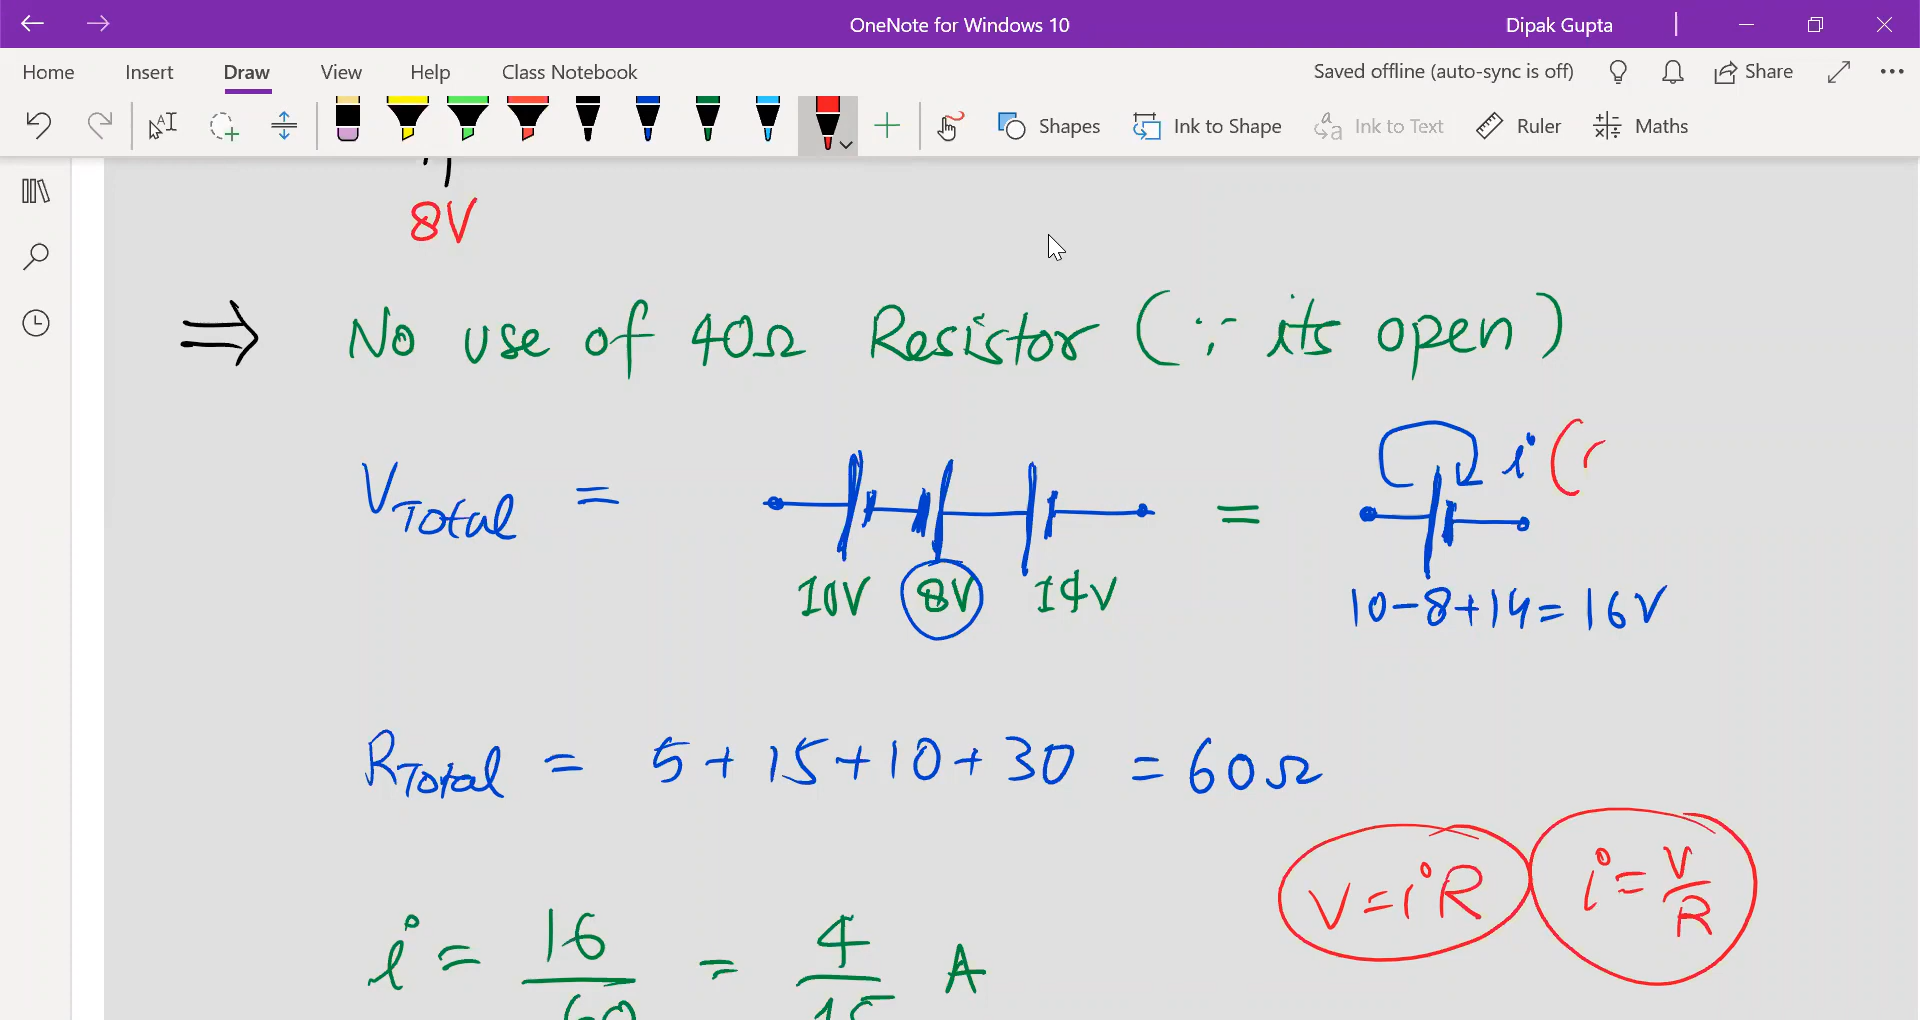 OneNote for Windows 10
Dipak Gupta
Home Insert Draw View Help Class Notebook
Saved offline (auto-sync is off) Share
Shapes Ink to Shape Ink to Text Ruler Maths
8V
⇒ No use of 40Ω Resistor (∵ its open)
i (
V Total = =
10V 8V 14V
10-8+14= 16V
R Total = 5+15+10+30 = 60Ω
V=iR i=V/R
i = 16/60 = 4/15 A